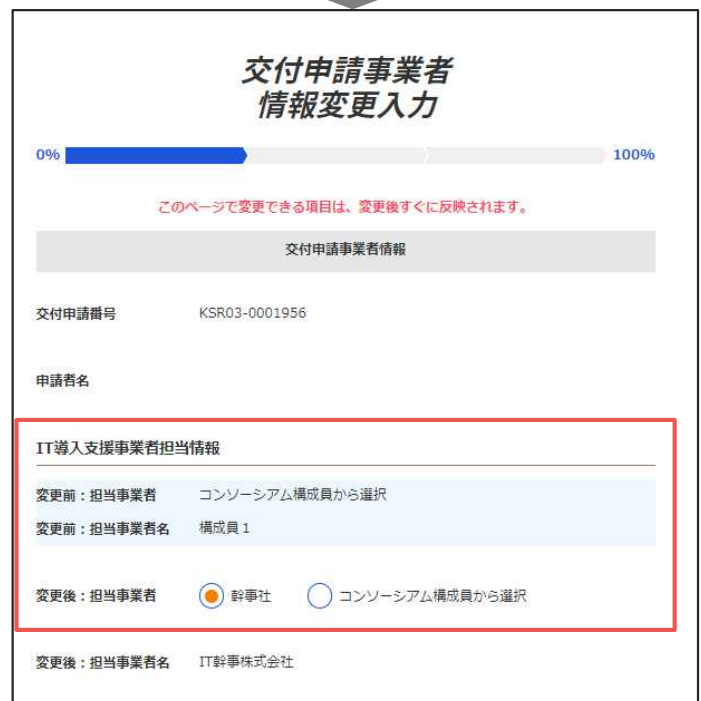 交付申請事業者
情報変更入力
0% 100%
このページで変更できる項目は、変更後すぐに反映されます。
交付申請事業者情報
交付申請番号 KSR03-0001956
申請者名
IT導入支援事業者担当情報
変更前：担当事業者 コンソーシアム構成員から選択
変更前：担当事業者名 構成員１
変更後：担当事業者 幹事社 コンソーシアム構成員から選択
変更後：担当事業者名 IT幹事株式会社